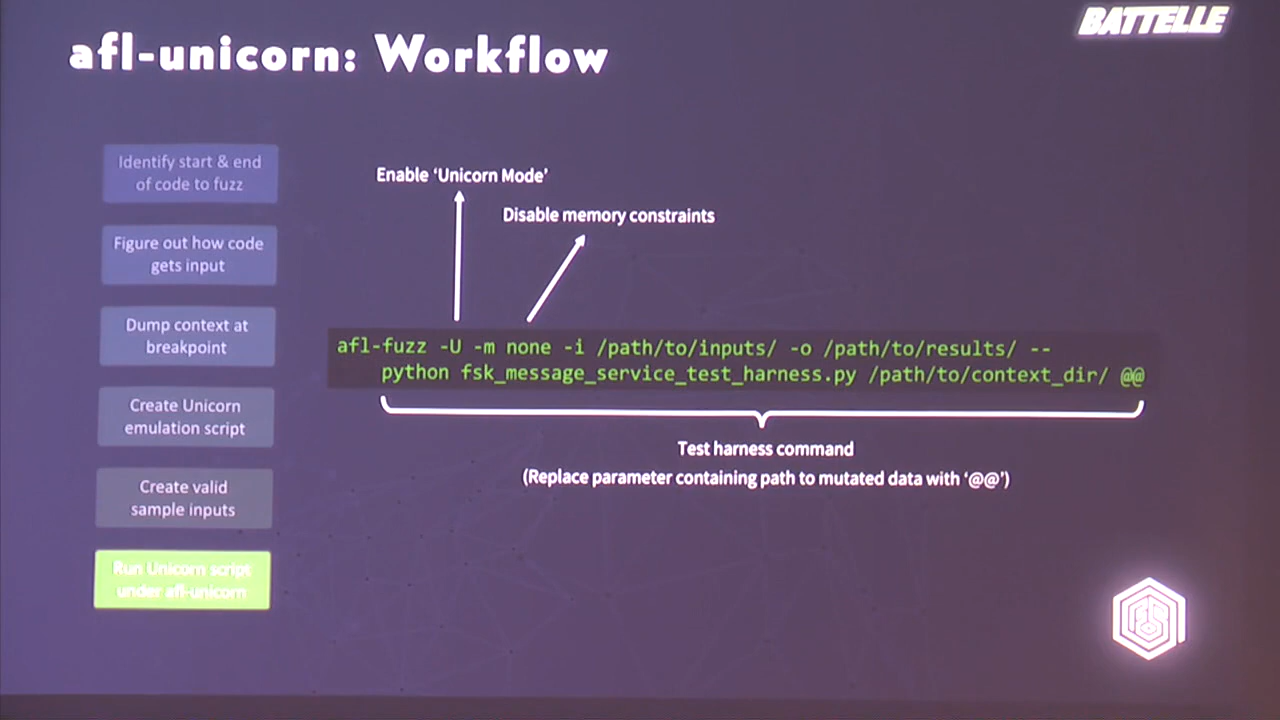 BATTELLE
afl-unicorn: Workflow
Identify start & end
of code to fuzz
Figure out how code
gets input
Dump context at
breakpoint
Create Unicorn
emulation script
Create valid
sample inputs
Run Unicorn script
under afl-unicorn
Enable ‘Unicorn Mode’
Disable memory constraints
afl-fuzz -U -m none -i /path/to/inputs/ -o /path/to/results/ --
python fsk_message_service_test_harness.py /path/to/context_dir/ @@
Test harness command
(Replace parameter containing path to mutated data with ‘@@’)